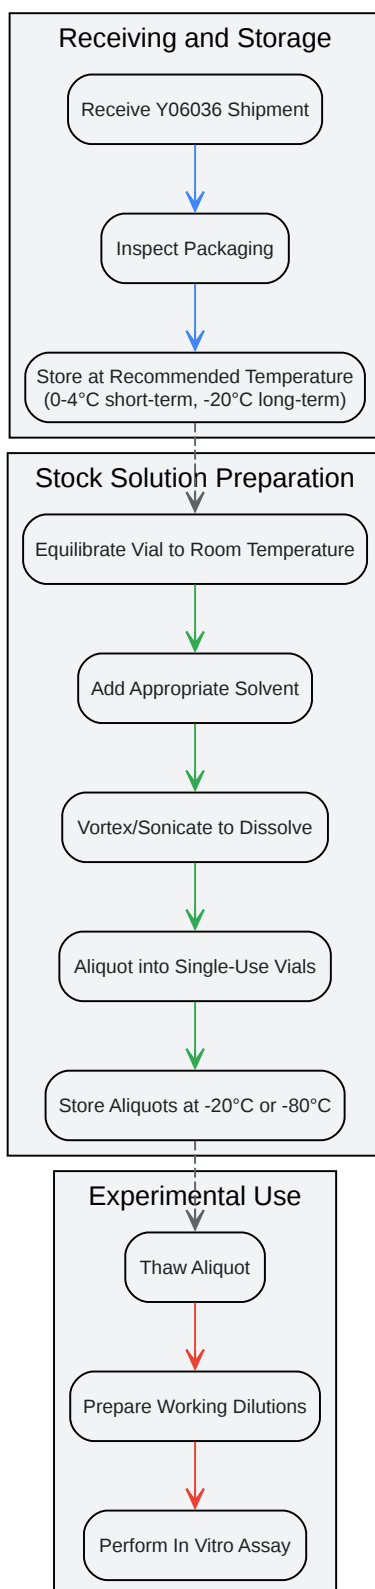 Receiving and Storage
Receive Y06036 Shipment
Inspect Packaging
Store at Recommended Temperature
(0-4°C short-term, -20°C long-term)
Stock Solution Preparation
Equilibrate Vial to Room Temperature
Add Appropriate Solvent
Vortex/Sonicate to Dissolve
Aliquot into Single-Use Vials
Store Aliquots at -20°C or -80°C
Experimental Use
Thaw Aliquot
Prepare Working Dilutions
Perform In Vitro Assay